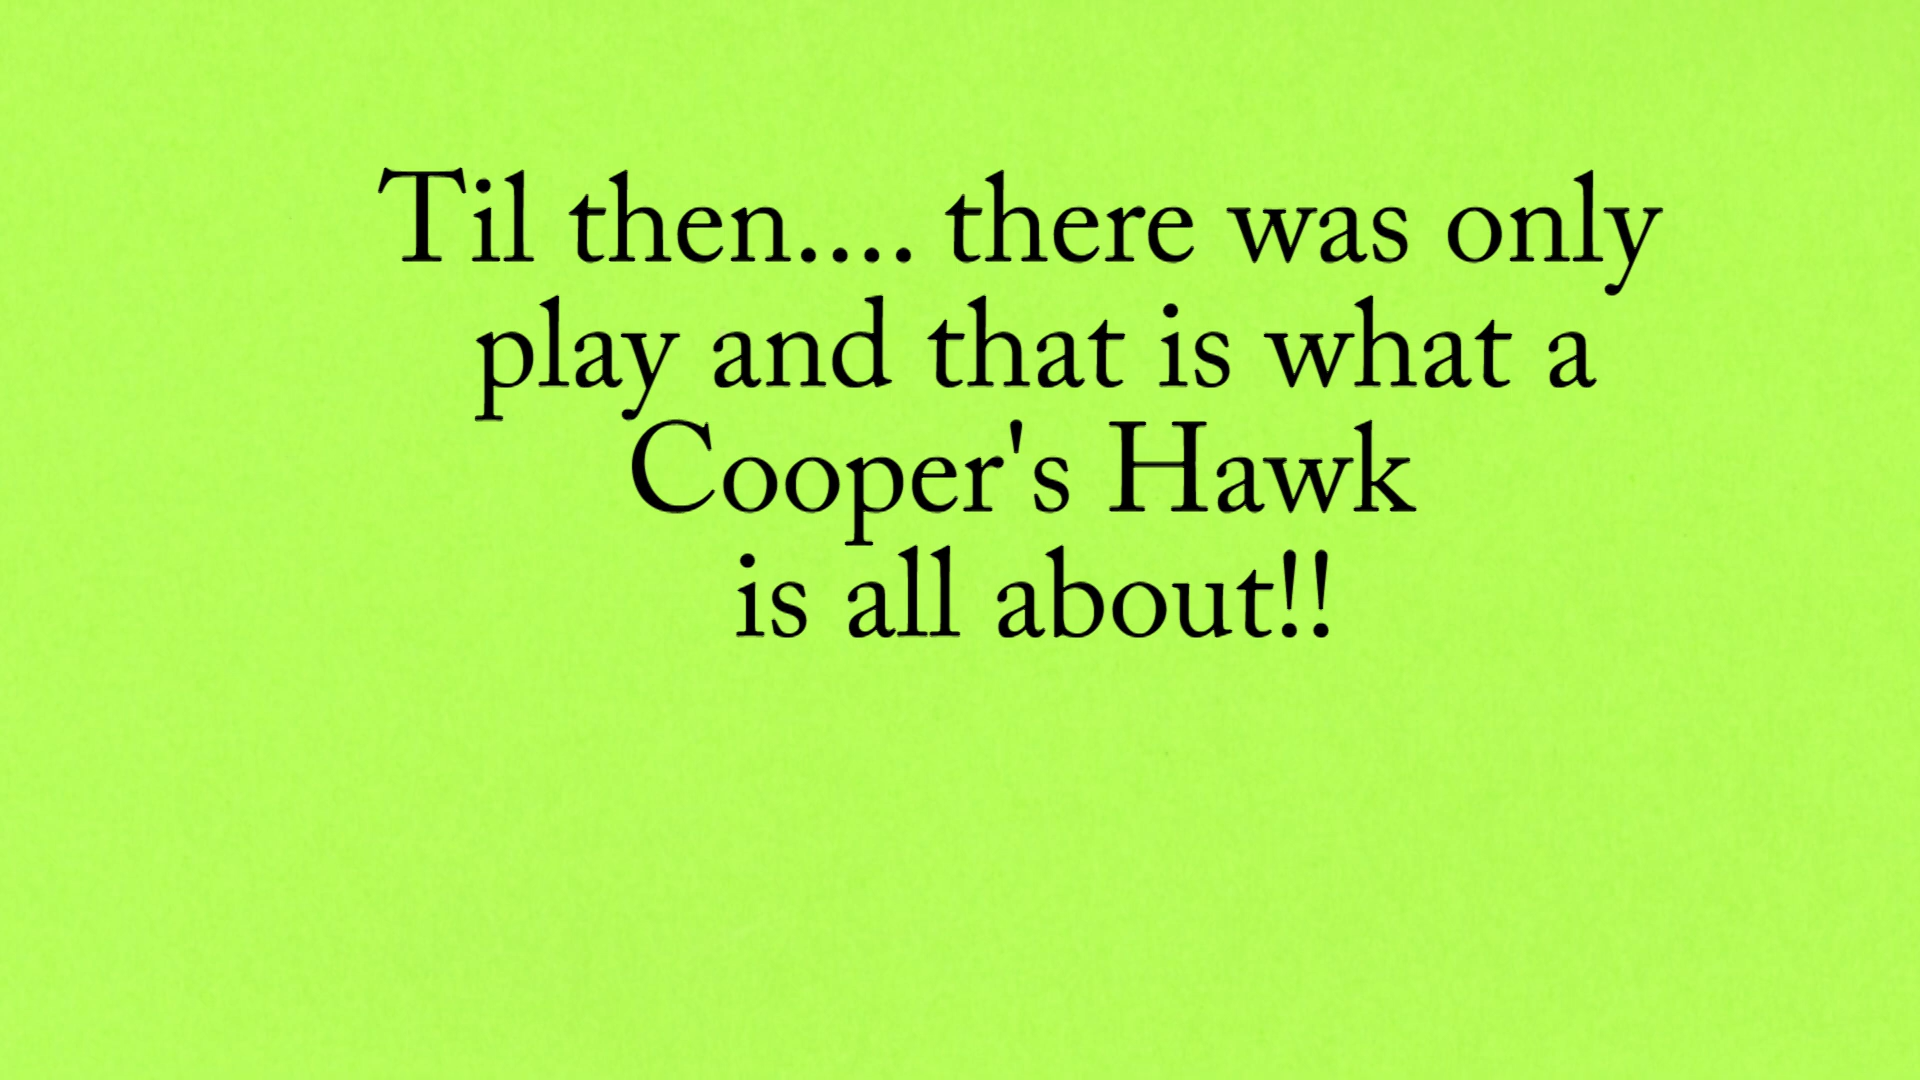 Til then.... there was only
play and that is what a
Cooper's Hawk
is all about!!